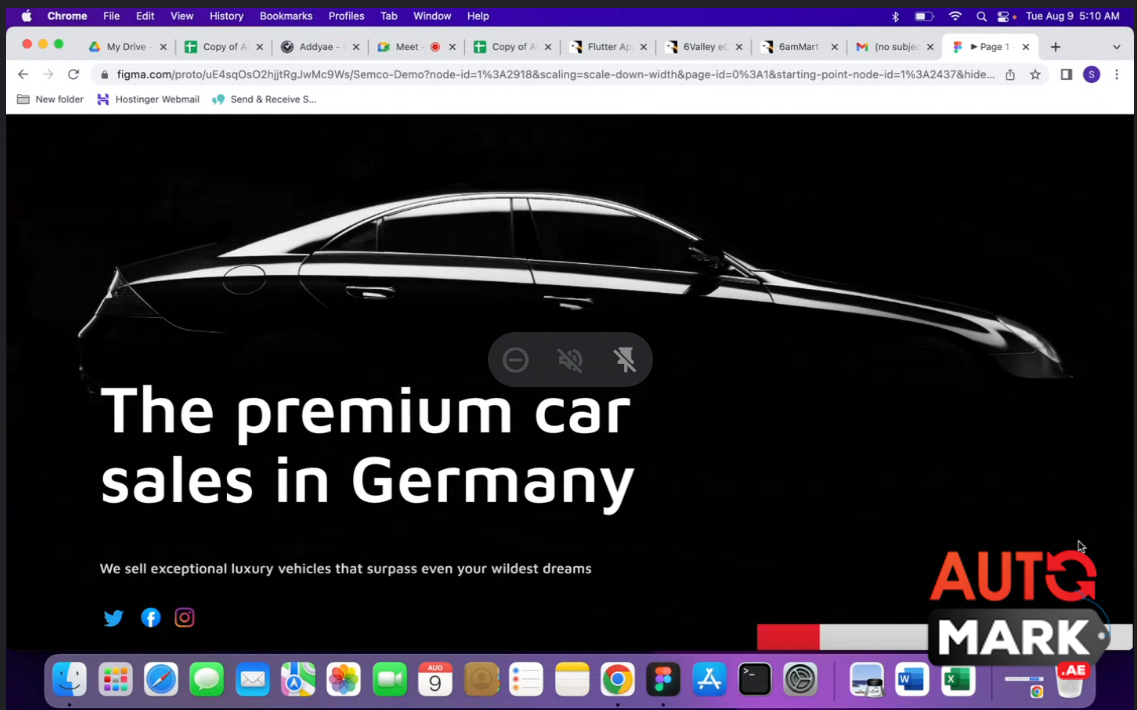 Chrome File Edit View History Bookmarks Profiles Tab Window Help Tue Aug 9 5:10 AM
My Drive - Copy of A Addyae - Meet - Copy of A Flutter Ap 6Valley eC 6amMart - (no subje Page 1 -
figma.com/proto/uE4sqOsO2hjjtRgJwMc9Ws/Semco-Demo?node-id=1%3A2918&scaling=scale-down-width&page-id=0%3A1&starting-point-node-id=1%3A2437&hide... S
New folder Hostinger Webmail Send & Receive S...
The premium car
sales in Germany
We sell exceptional luxury vehicles that surpass even your wildest dreams
AUTO
MARK
.AE
AUG
9